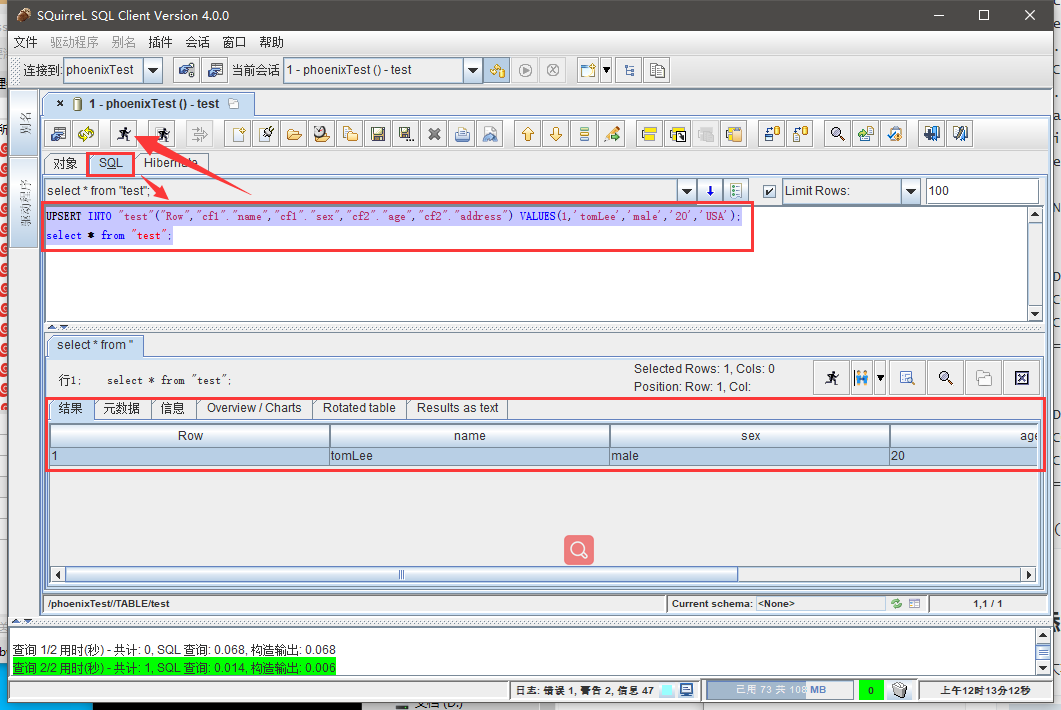 SQuirreL SQL Client Version 4.0.0
文件 驱动程序 别名 插件 会话 窗口 帮助
连接到: phoenixTest 当前会话 1 - phoenixTest () - test
1 - phoenixTest () - test
对象 SQL Hibernate
select * from "test"; Limit Rows: 100
UPSERT INTO "test"("Row","cf1"."name","cf1"."sex","cf2"."age","cf2"."address") VALUES(1,'tomLee','male','20','USA');
select * from "test";
select * from "
行1; select * from "test";
Selected Rows: 1, Cols: 0
Position: Row: 1, Col:
结果 元数据 信息 Overview / Charts Rotated table Results as text
Row name sex age
1 tomLee male 20
/phoenixTest//TABLE/test Current schema: <None> 1,1 / 1
查询 1/2 用时(秒) - 共计: 0, SQL 查询: 0.068, 构造输出: 0.068
查询 2/2 用时(秒) - 共计: 1, SQL 查询: 0.014, 构造输出: 0.006
日志: 错误 1, 警告 2, 信息 47 已用 73 共 108 MB 0 上午12时13分12秒
文档 (D:)